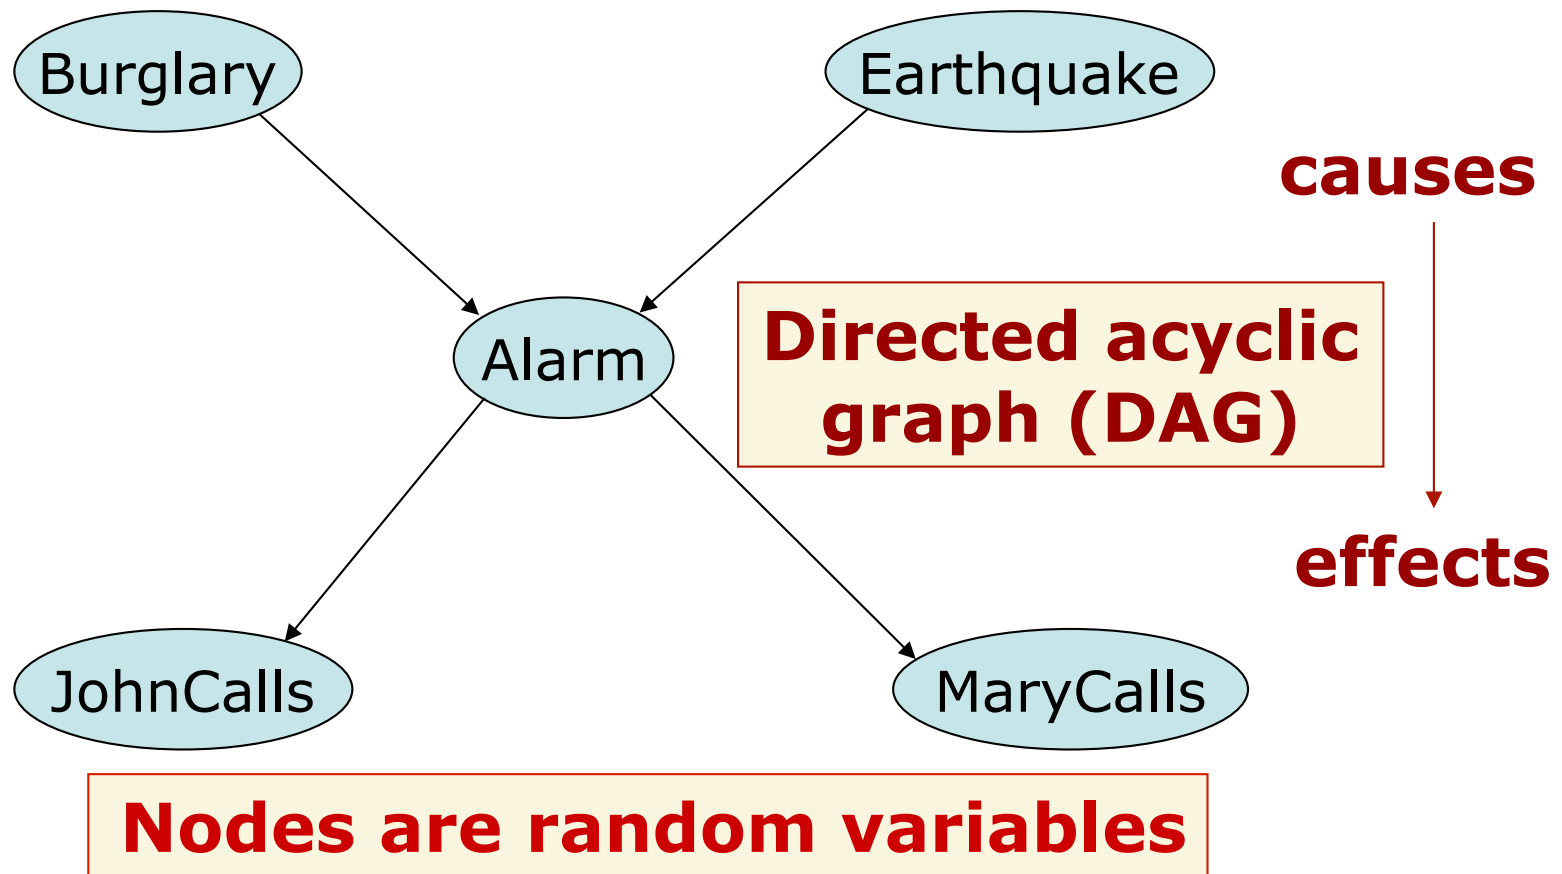 Burglary
Earthquake
causes
Alarm
Directed acyclic
graph (DAG)
effects
JohnCalls
MaryCalls
Nodes are random variables